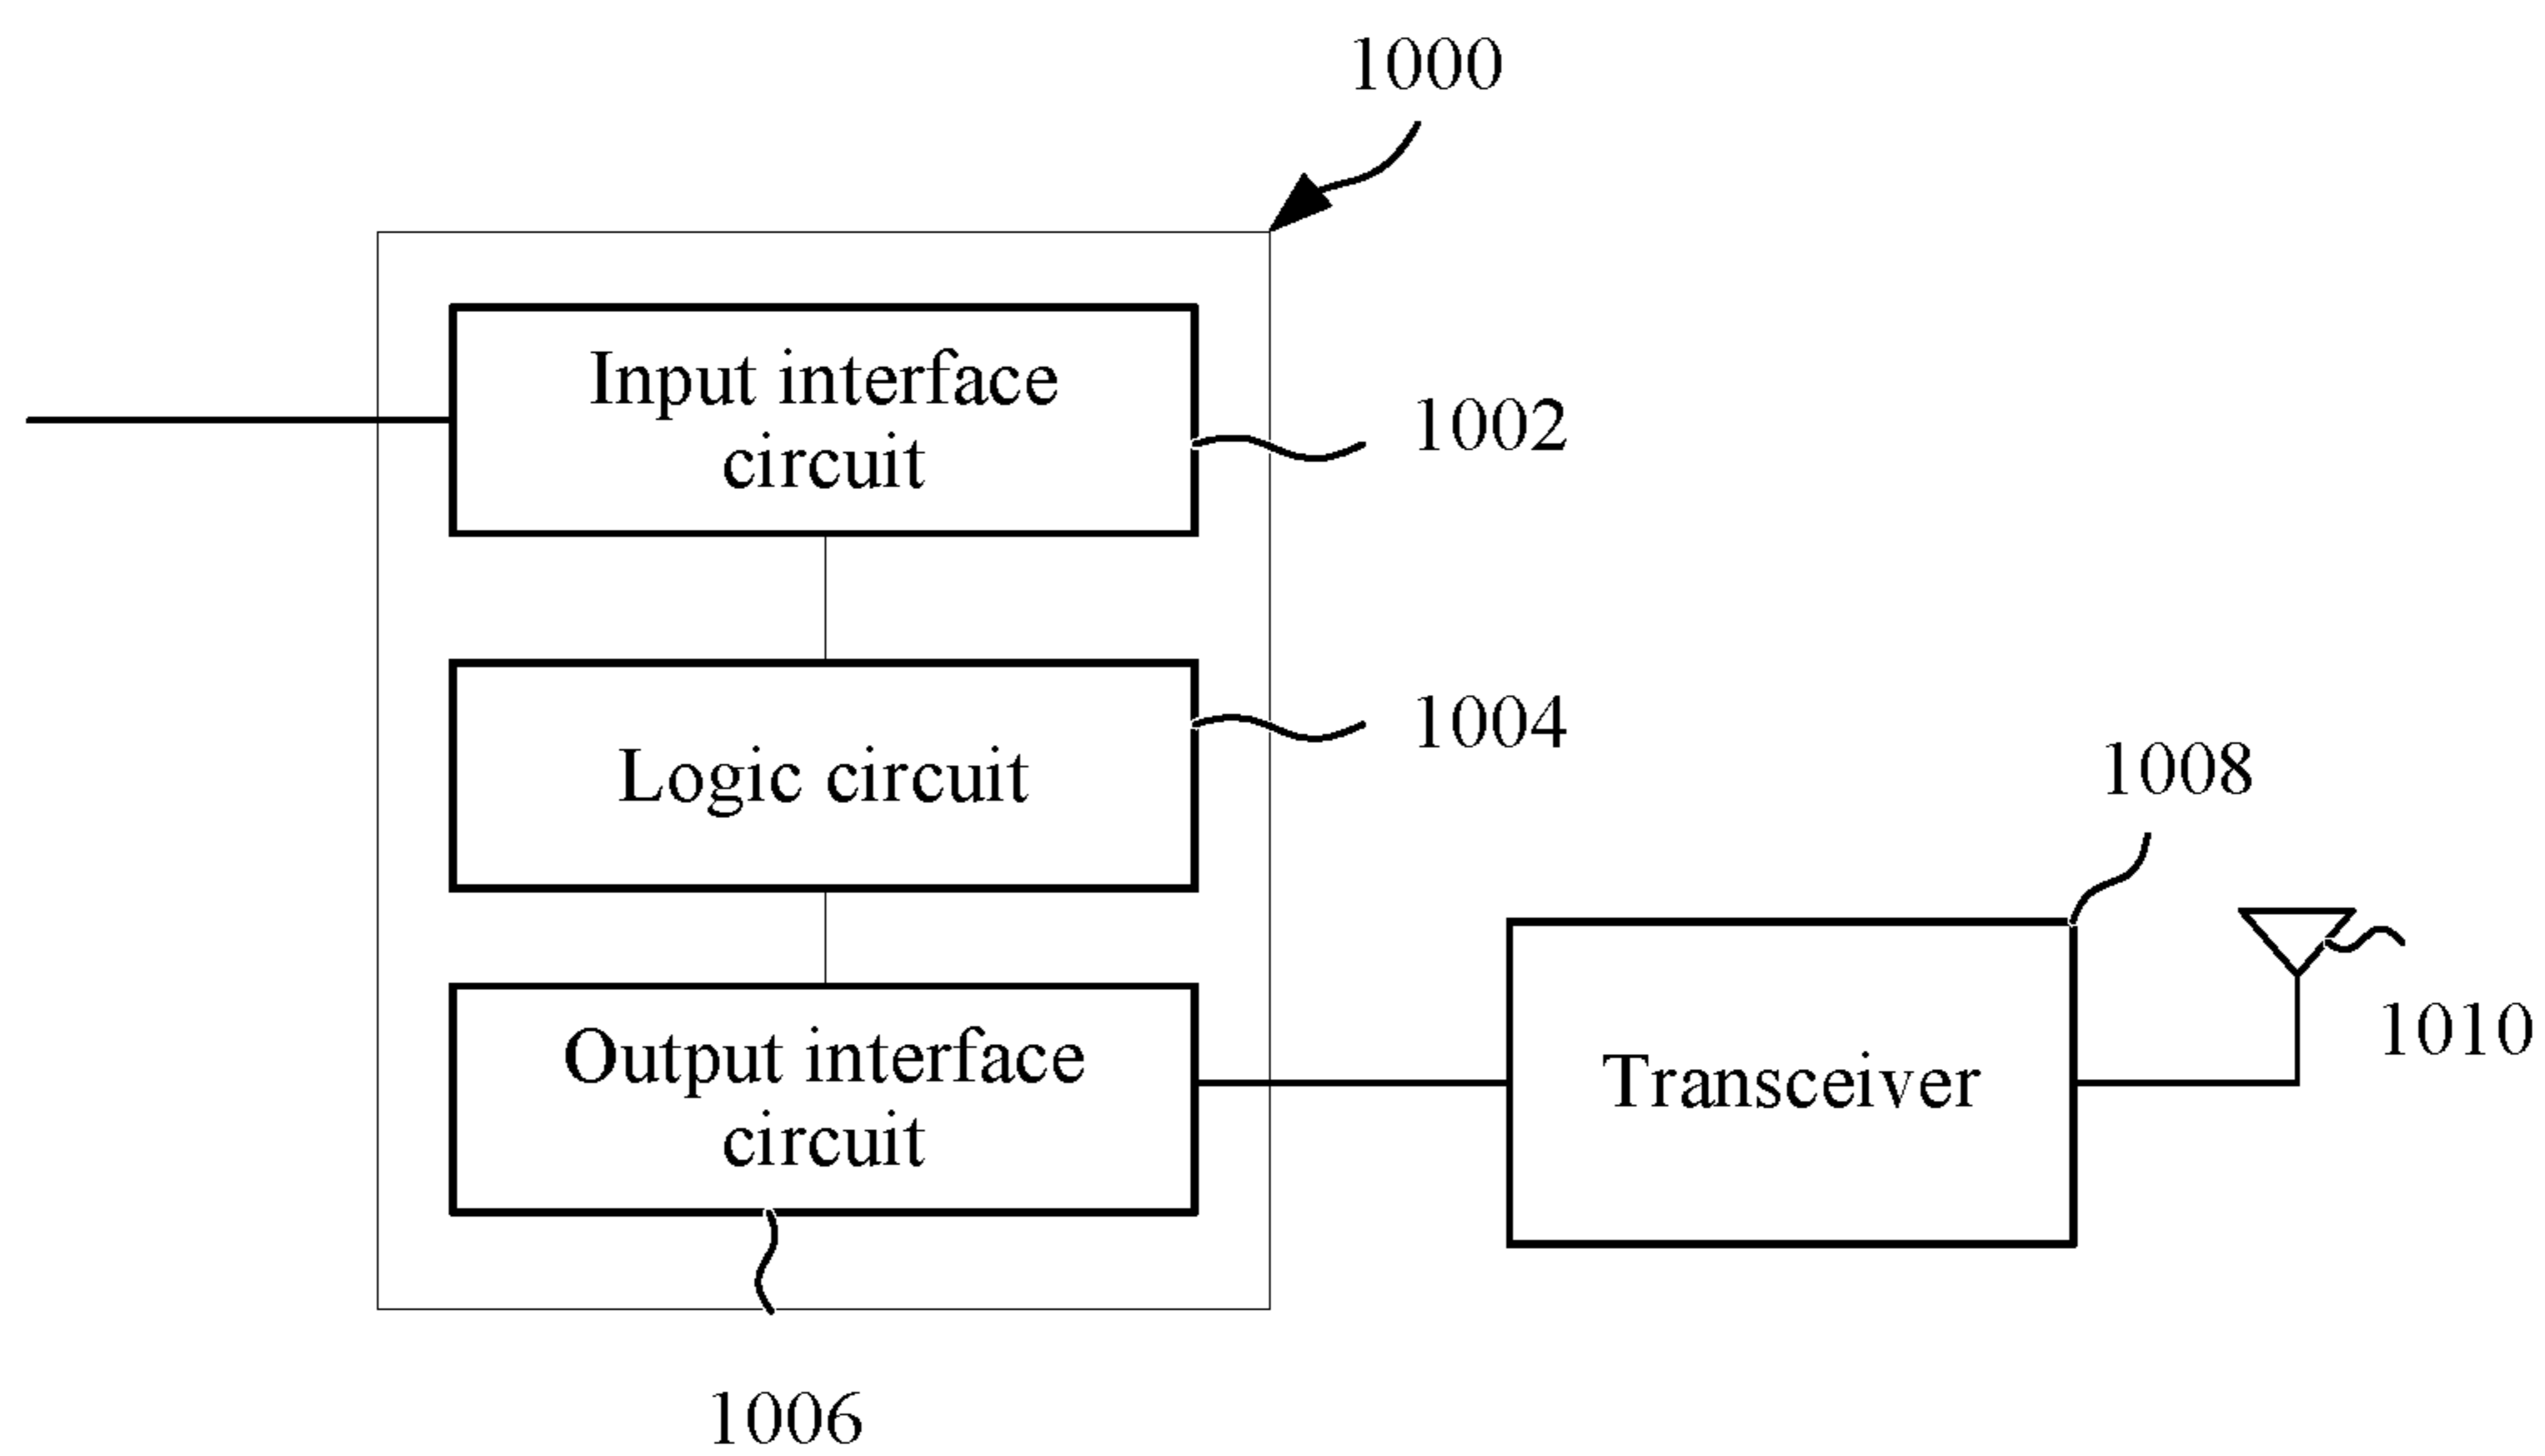 1000
Input interface
circuit
1002
Logic circuit
1004
1008
Output interface
circuit
Transceiver
1010
1006